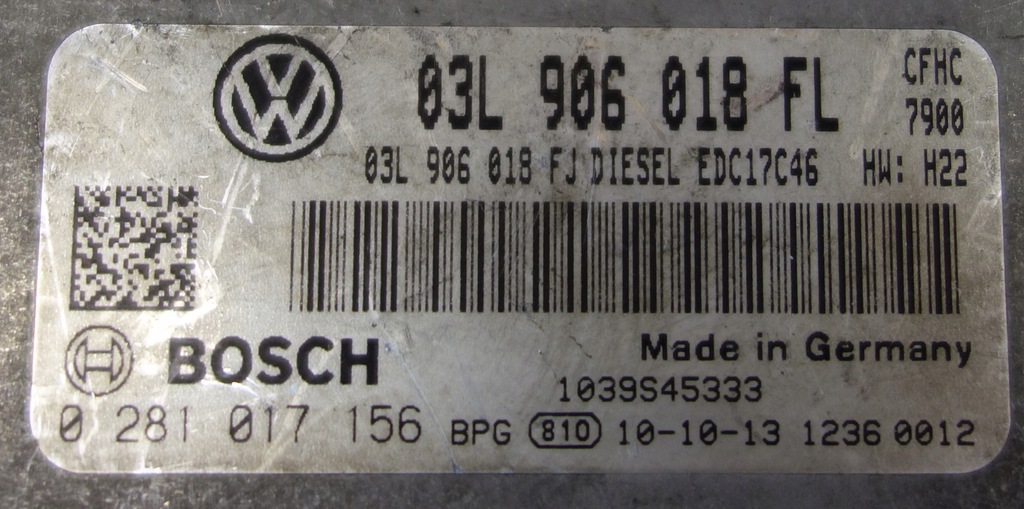 03L 906 018 FL CFHC
7900
03L 906 018 FJ DIESEL EDC17C46 HW: H22
BOSCH
Made in Germany
1039S45333
0 281 017 156 BPG 810 10-10-13 1236 0012